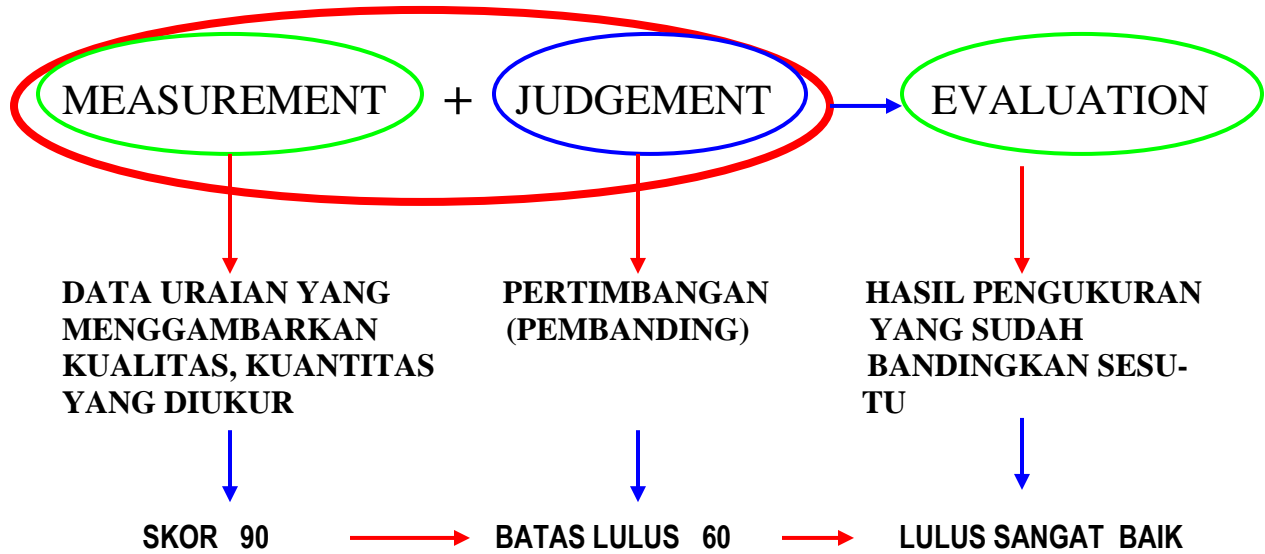 MEASUREMENT + JUDGEMENT EVALUATION
DATA URAIAN YANG
MENGGAMBARKAN
KUALITAS, KUANTITAS
YANG DIUKUR
PERTIMBANGAN
(PEMBANDING)
HASIL PENGUKURAN
YANG SUDAH
BANDINGKAN SESU-
TU
SKOR 90 BATAS LULUS 60 LULUS SANGAT BAIK